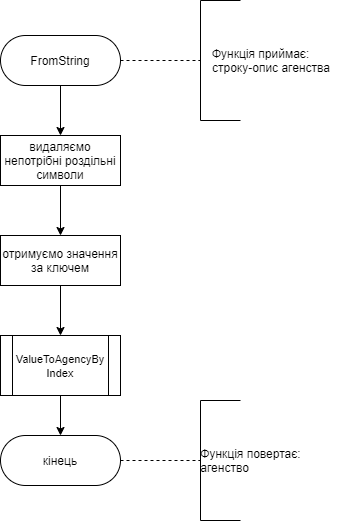 FromString
Функція приймає:
строку-опис агенства
видаляємо
непотрібні роздільні
символи
отримуємо значення
за ключем
ValueToAgencyBy
Index
кінець
Функція повертає:
агенство